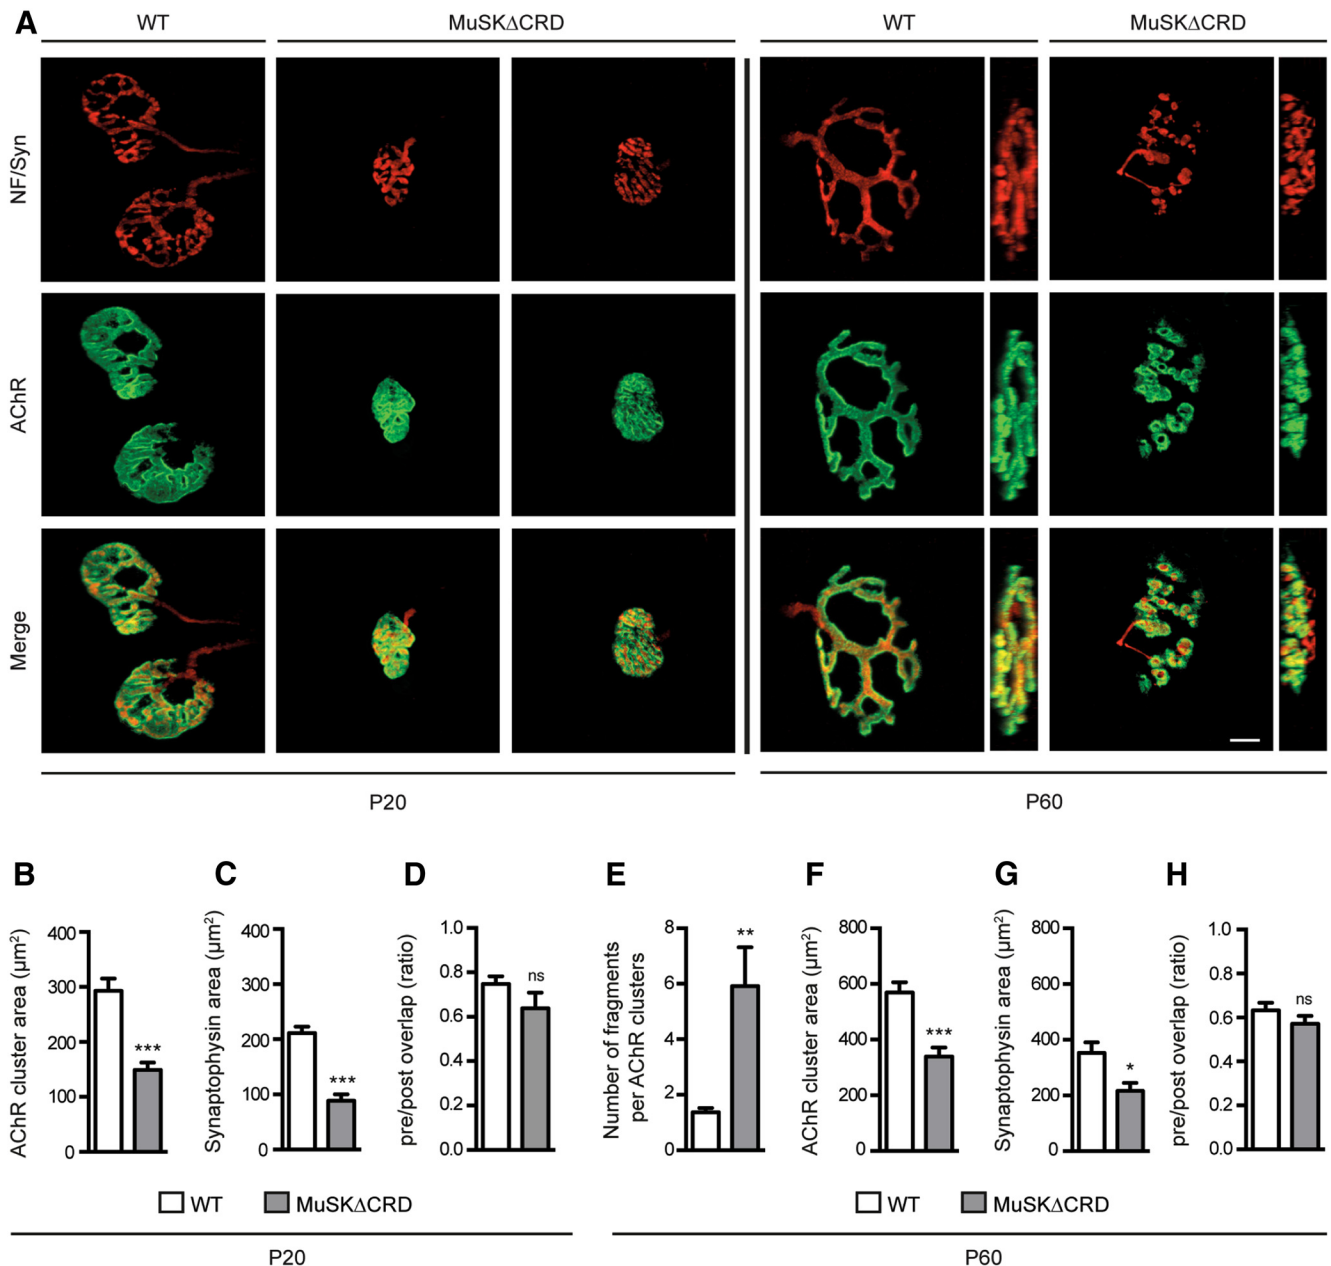 A
WT MuSKΔCRD WT MuSKΔCRD
NF/Syn
AChR
Merge
P20 P60
B C D E F G H
AChR cluster area (μm²)
400
300
200
100
0
***
Synaptophysin area (μm²)
400
300
200
100
0
***
pre/post overlap (ratio)
1.0
0.8
0.6
0.4
0.2
0.0
ns
Number of fragments
per AChR clusters
8
6
4
2
0
**
AChR cluster area (μm²)
800
600
400
200
0
***
Synaptophysin area (μm²)
800
600
400
200
0
*
pre/post overlap (ratio)
1.0
0.8
0.6
0.4
0.2
0.0
ns
WT MuSKΔCRD WT MuSKΔCRD
P20 P60